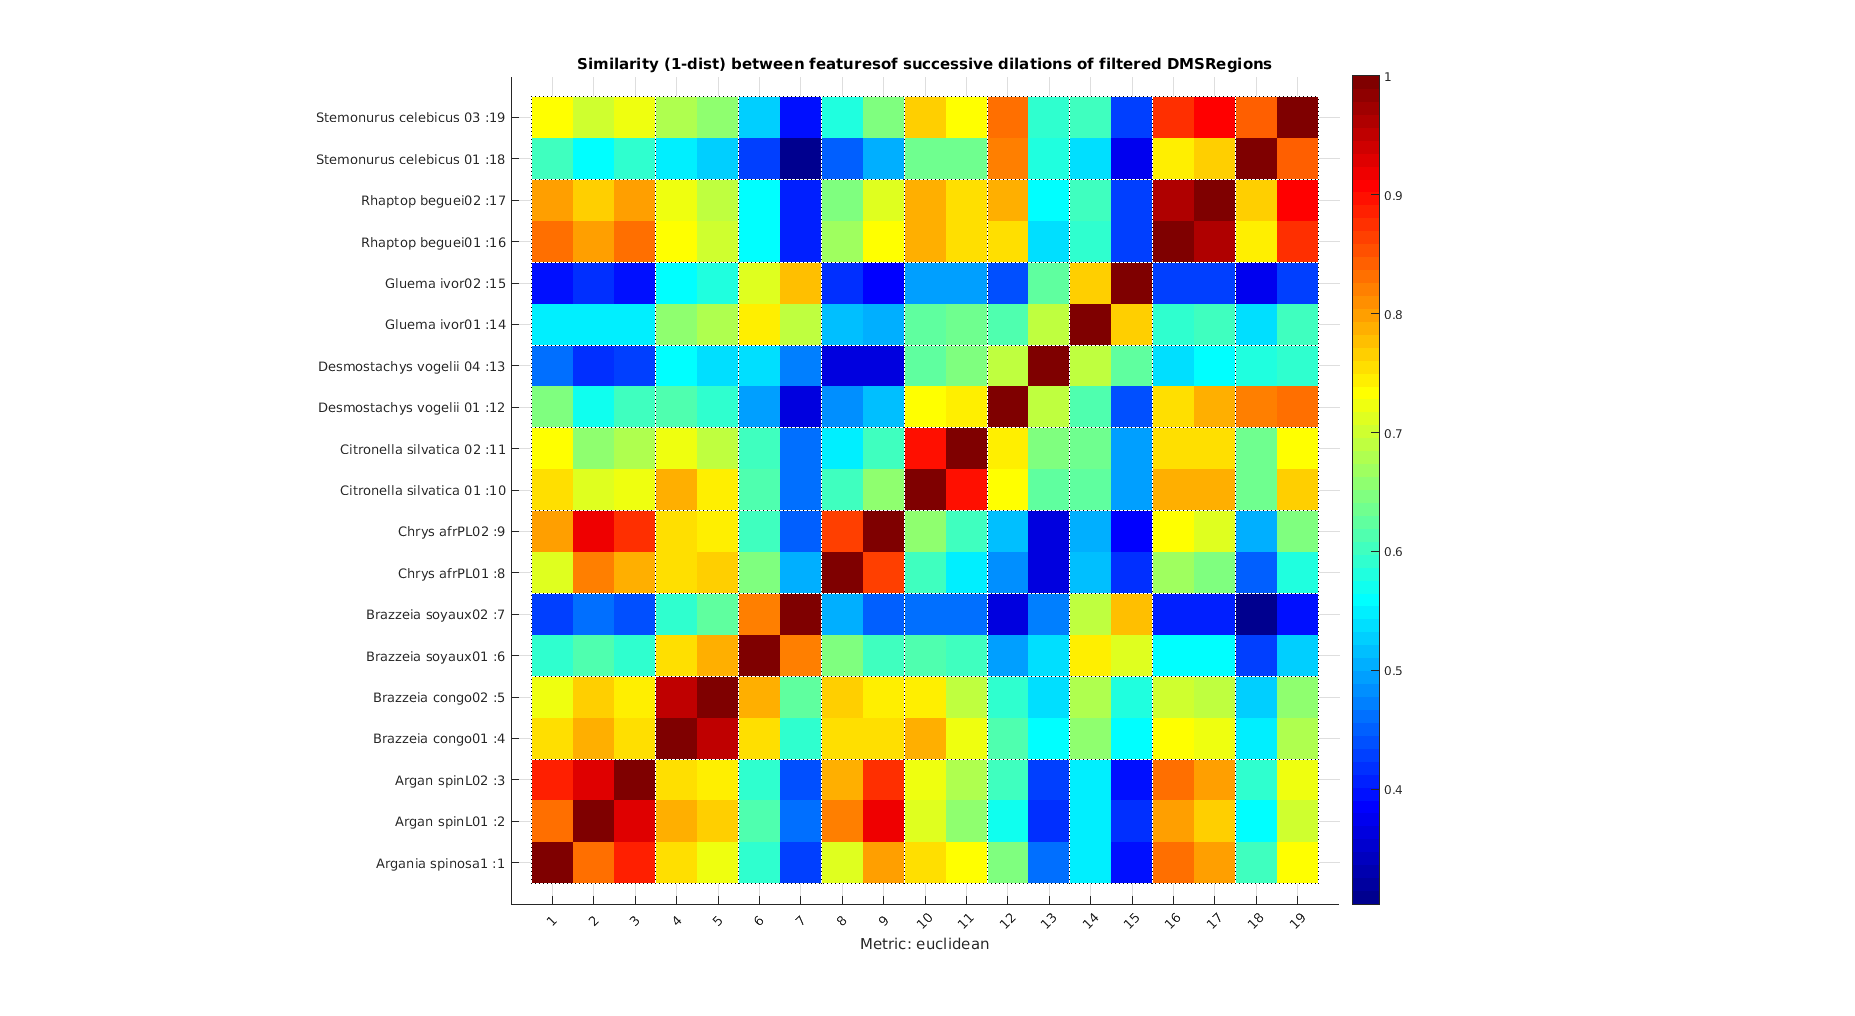 Similarity (1-dist) between featuresof successive dilations of filtered DMSRegions
Stemonurus celebicus 03 :19
Stemonurus celebicus 01 :18
Rhaptop beguei02 :17
Rhaptop beguei01 :16
Gluema ivor02 :15
Gluema ivor01 :14
Desmostachys vogelii 04 :13
Desmostachys vogelii 01 :12
Citronella silvatica 02 :11
Citronella silvatica 01 :10
Chrys afrPL02 :9
Chrys afrPL01 :8
Brazzeia soyaux02 :7
Brazzeia soyaux01 :6
Brazzeia congo02 :5
Brazzeia congo01 :4
Argan spinL02 :3
Argan spinL01 :2
Argania spinosa1 :1
1 2 3 4 5 6 7 8 9 10 11 12 13 14 15 16 17 18 19
Metric: euclidean
1
0.9
0.8
0.7
0.6
0.5
0.4